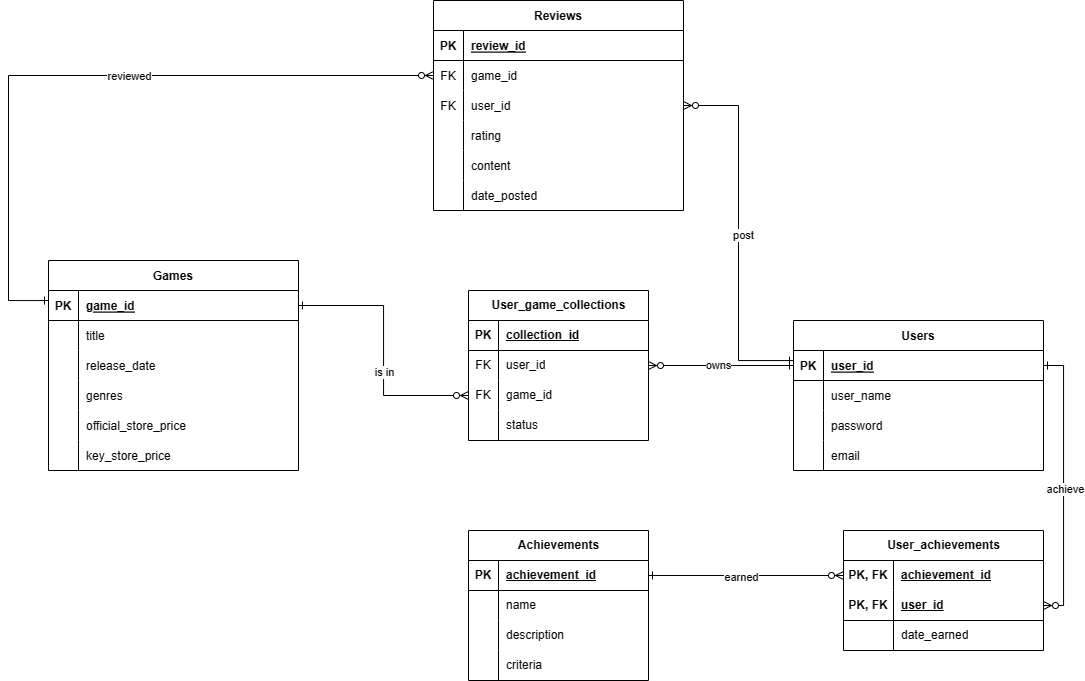 Reviews
PK review_id
FK game_id
FK user_id
rating
content
date_posted
reviewed
post
Games
PK game_id
title
release_date
genres
official_store_price
key_store_price
is in
User_game_collections
PK collection_id
FK user_id
FK game_id
status
owns
Users
PK user_id
user_name
password
email
achieve
Achievements
PK achievement_id
name
description
criteria
earned
User_achievements
PK, FK achievement_id
PK, FK user_id
date_earned